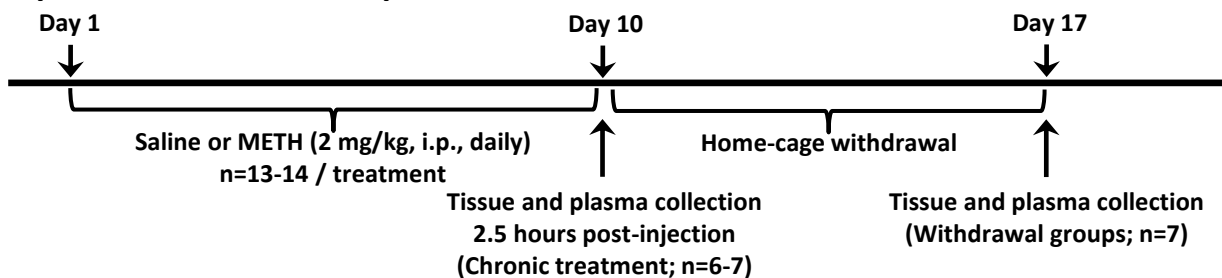 Day 1
Day 10
Day 17
Saline or METH (2 mg/kg, i.p., daily)
n=13-14 / treatment
Home-cage withdrawal
Tissue and plasma collection
2.5 hours post-injection
(Chronic treatment; n=6-7)
Tissue and plasma collection
(Withdrawal groups; n=7)